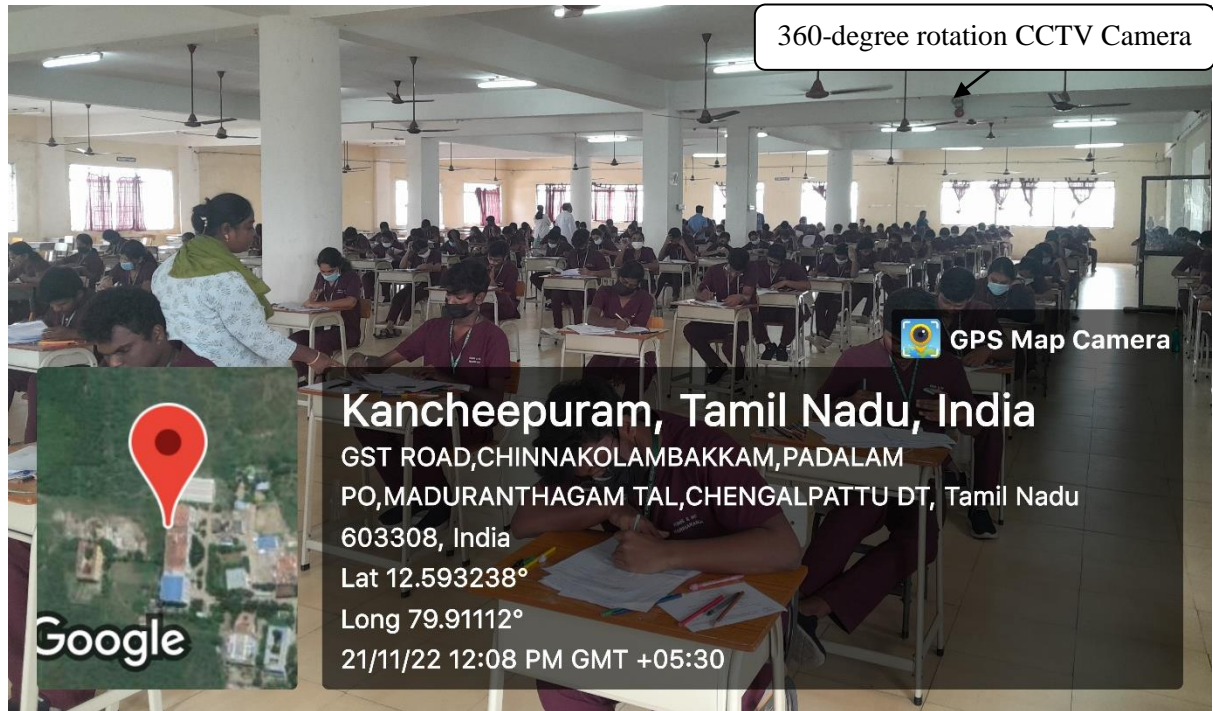 360-degree rotation CCTV Camera
GPS Map Camera
Kancheepuram, Tamil Nadu, India
GST ROAD,CHINNAKOLAMBAKKAM,PADALAM
PO,MADURANTHAGAM TAL,CHENGALPATTU DT, Tamil Nadu
603308, India
Lat 12.593238°
Long 79.91112°
21/11/22 12:08 PM GMT +05:30
Google